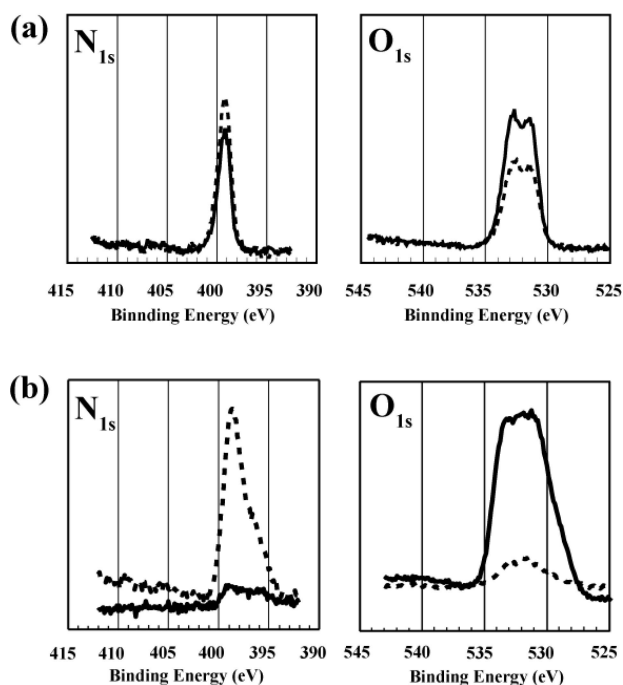 (a)
N1s
O1s
415 410 405 400 395 390
545 540 535 530 525
Binnding Energy (eV)
Binnding Energy (eV)
(b)
N1s
O1s
415 410 405 400 395 390
545 540 535 530 525
Binding Energy (eV)
Binding Energy (eV)